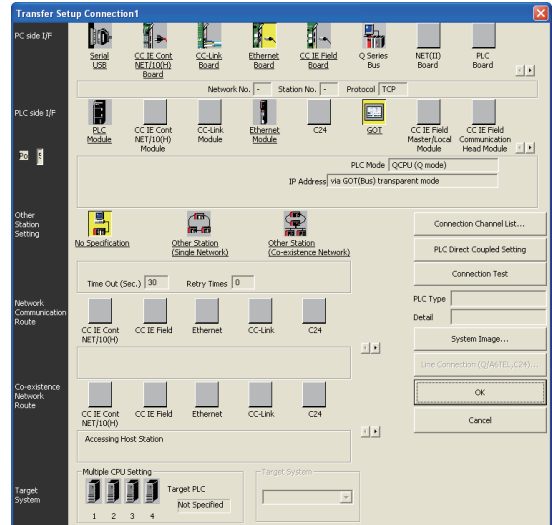 Transfer Setup Connection1
PC side I/F
Serial USB
CC IE Cont NET/10(H) Board
CC-Link Board
Ethernet Board
CC IE Field Board
Q Series Bus
NET(II) Board
PLC Board
Network No. - Station No. - Protocol TCP
PLC side I/F
PLC Module
CC IE Cont NET/10(H) Module
CC-Link Module
Ethernet Module
C24
GOT
CC IE Field Master/Local Module
CC IE Field Communication Head Module
Po
PLC Mode QCPU (Q mode)
IP Address via GOT(Bus) transparent mode
Other Station Setting
No Specification
Other Station (Single Network)
Other Station (Co-existence Network)
Time Out (Sec.) 30 Retry Times 0
Connection Channel List...
PLC Direct Coupled Setting
Connection Test
PLC Type
Detail
System Image...
Line Connection (Q/A6TEL,C24)...
OK
Cancel
Network Communication Route
CC IE Cont NET/10(H)
CC IE Field
Ethernet
CC-Link
C24
Co-existence Network Route
CC IE Cont NET/10(H)
CC IE Field
Ethernet
CC-Link
C24
Accessing Host Station
Target System
Multiple CPU Setting
1 2 3 4
Target PLC
Not Specified
Target System